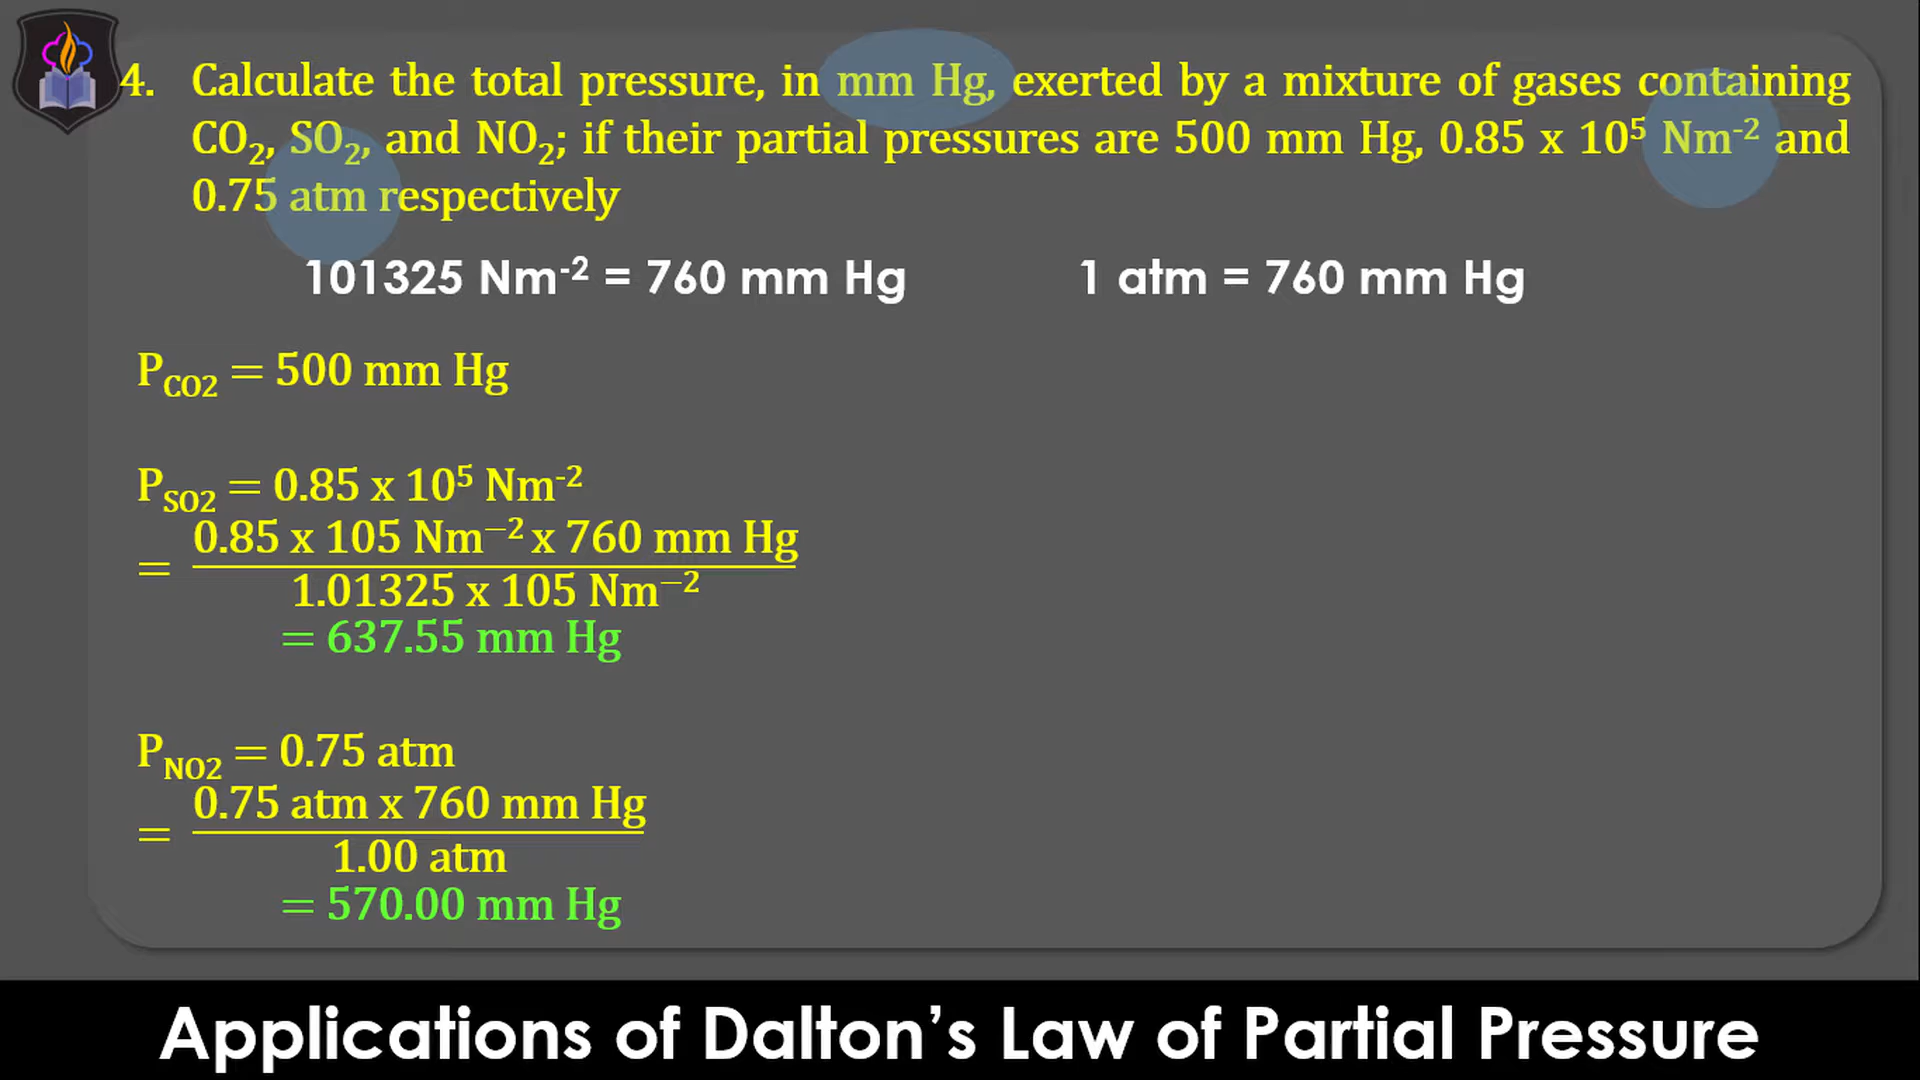 4. Calculate the total pressure, in mm Hg, exerted by a mixture of gases containing
CO₂, SO₂, and NO₂; if their partial pressures are 500 mm Hg, 0.85 x 10⁵ Nm⁻² and
0.75 atm respectively
101325 Nm⁻² = 760 mm Hg 1 atm = 760 mm Hg
P_CO2 = 500 mm Hg
P_SO2 = 0.85 x 10⁵ Nm⁻²
0.85 x 105 Nm⁻² x 760 mm Hg
=
1.01325 x 105 Nm⁻²
= 637.55 mm Hg
P_NO2 = 0.75 atm
0.75 atm x 760 mm Hg
=
1.00 atm
= 570.00 mm Hg
Applications of Dalton’s Law of Partial Pressure